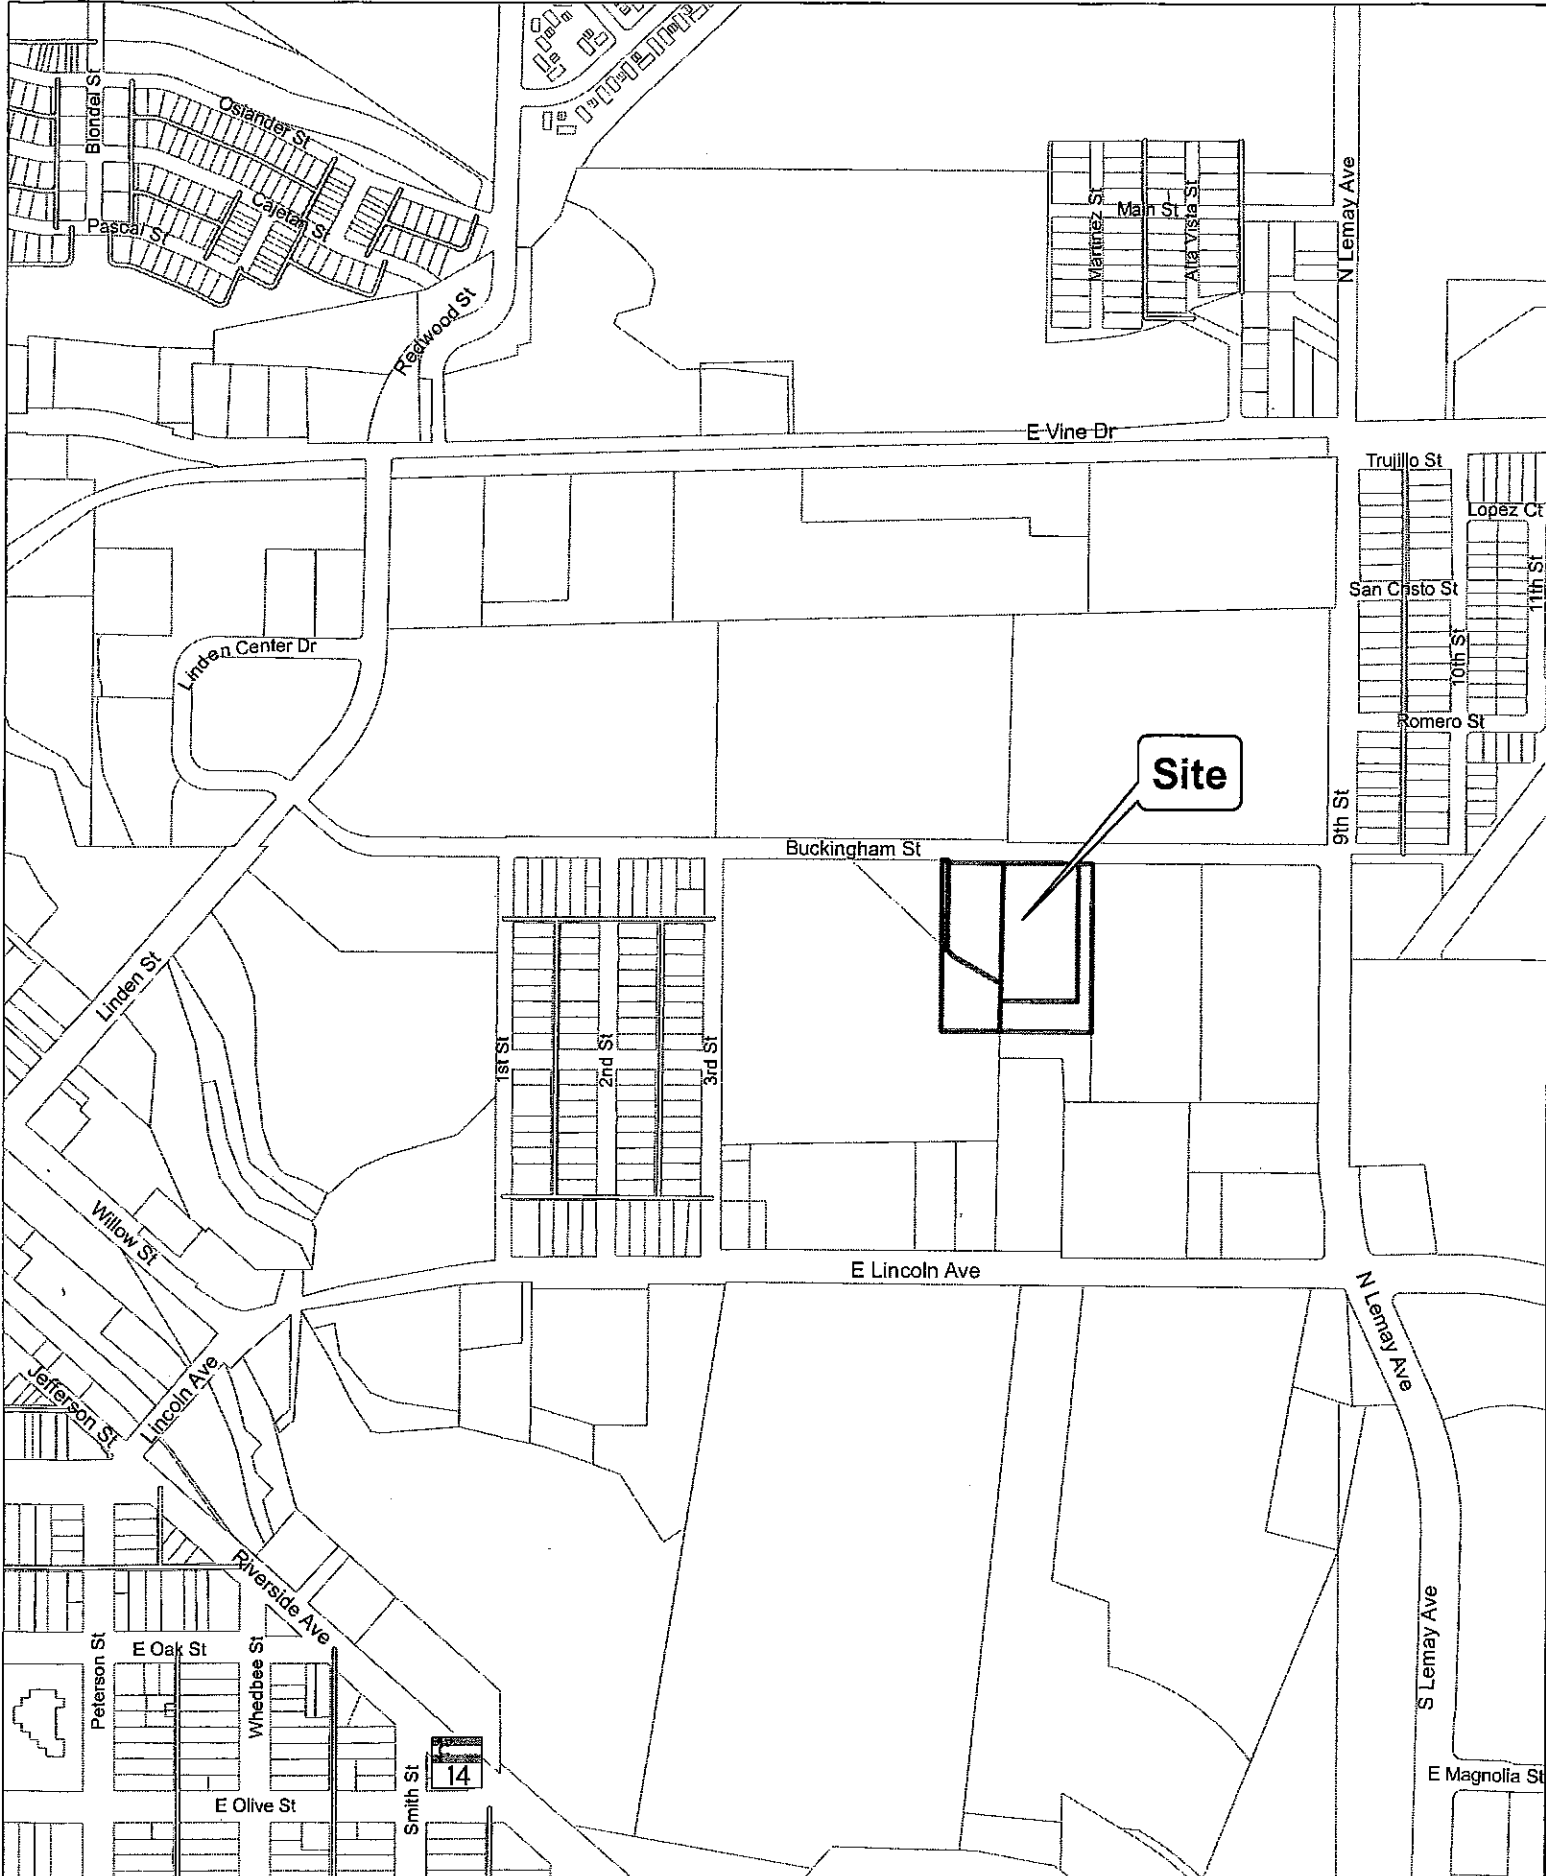 Blondel St
Osiander St
Cajetan St
Pascal St
Redwood St
Martinez St
Main St
Alta Vista St
N Lemay Ave
E Vine Dr
Trujillo St
Lopez Ct
11th St
San Cristo St
10th St
Linden Center Dr
Romero St
Site
9th St
Buckingham St
Linden St
1st St
2nd St
3rd St
Willow St
E Lincoln Ave
N Lemay Ave
Jefferson St
Lincoln Ave
Riverside Ave
S Lemay Ave
Peterson St
E Oak St
Whedbee St
Smith St
14
E Magnolia St
E Olive St